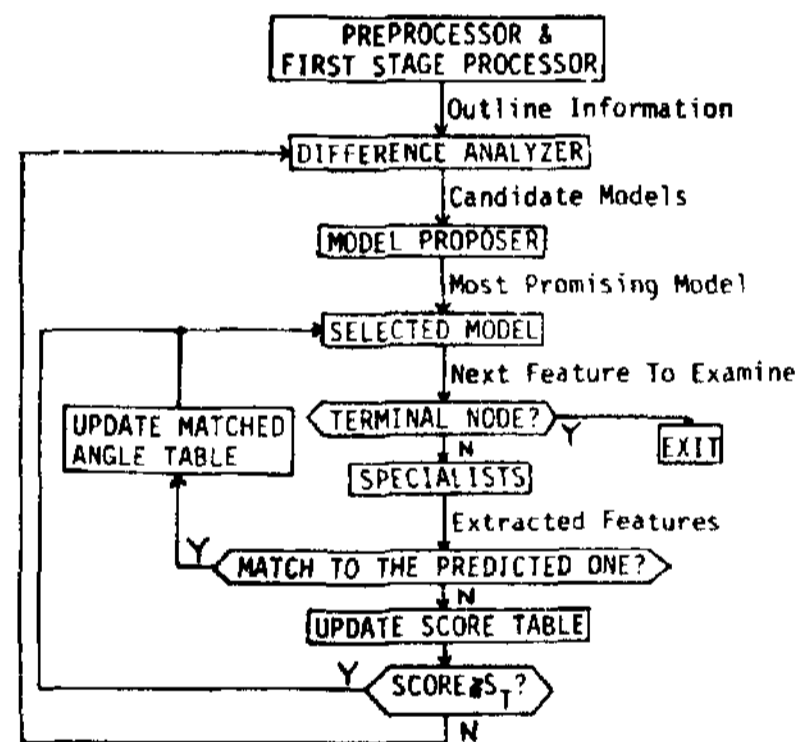 PREPROCESSOR &
FIRST STAGE PROCESSOR
Outline Information
DIFFERENCE ANALYZER
Candidate Models
MODEL PROPOSER
Most Promising Model
SELECTED MODEL
Next Feature To Examine
TERMINAL NODE?
Y
EXIT
N
UPDATE MATCHED
ANGLE TABLE
SPECIALISTS
Extracted Features
Y
MATCH TO THE PREDICTED ONE?
N
UPDATE SCORE TABLE
Y
SCORE S_T?
N